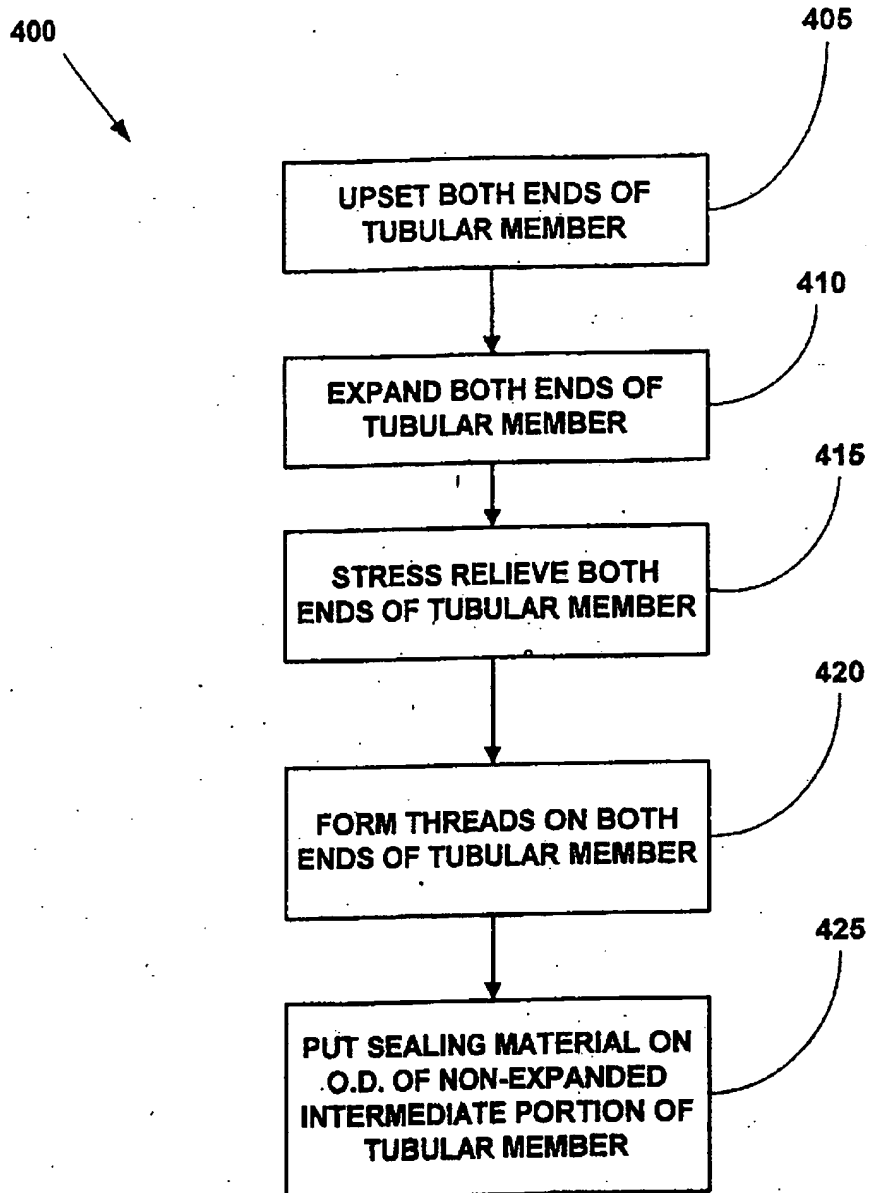 400
405
UPSET BOTH ENDS OF
TUBULAR MEMBER
410
EXPAND BOTH ENDS OF
TUBULAR MEMBER
415
STRESS RELIEVE BOTH
ENDS OF TUBULAR MEMBER
420
FORM THREADS ON BOTH
ENDS OF TUBULAR MEMBER
425
PUT SEALING MATERIAL ON
O.D. OF NON-EXPANDED
INTERMEDIATE PORTION OF
TUBULAR MEMBER